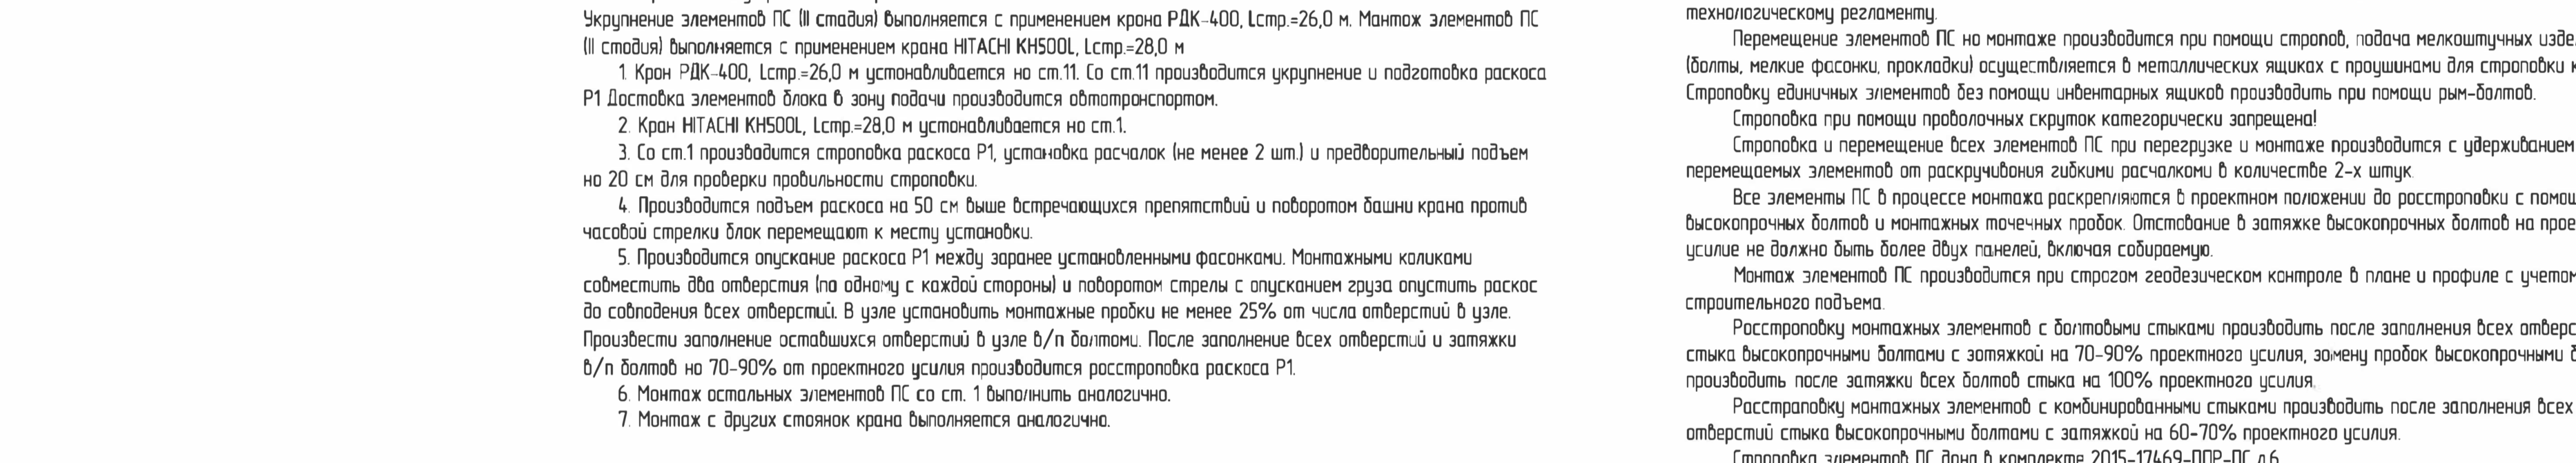 Укрупнение элементов ПС (II стадия) выполняется с применением крана РДК-400, Lстр.=26,0 м. Монтаж элементов ПС
(II стадия) выполняется с применением крана HITACHI KH500L, Lстр.=28,0 м
1. Кран РДК-400, Lстр.=26,0 м устанавливается на ст.11. Со ст.11 производится укрупнение и подготовка раскоса
Р1 Доставка элементов блока в зону подачи производится автотранспортом.
2. Кран HITACHI KH500L, Lстр.=28,0 м устанавливается на ст.1.
3. Со ст.1 производится строповка раскоса Р1, установка расчалок (не менее 2 шт.) и предварительный подъем
на 20 см для проверки правильности строповки.
4. Производится подъем раскоса на 50 см выше встречающихся препятствий и поворотом башни крана против
часовой стрелки блок перемещают к месту установки.
5. Производится опускание раскоса Р1 между заранее установленными фасонками. Монтажными коликами
совместить два отверстия (по одному с каждой стороны) и поворотом стрелы с опусканием груза опустить раскос
до совпадения всех отверстий. В узле установить монтажные пробки не менее 25% от числа отверстий в узле.
Произвести заполнение оставшихся отверстий в узле в/п болтами. После заполнение всех отверстий и затяжки
в/п болтов на 70-90% от проектного усилия производится расстроповка раскоса Р1.
6. Монтаж остальных элементов ПС со ст. 1 выполнить аналогично.
7. Монтаж с других стоянок крана выполняется аналогично.
технологическому регламенту.
Перемещение элементов ПС на монтаже производится при помощи стропов, подача мелкоштучных изде
(болты, мелкие фасонки, прокладки) осуществляется в металлических ящиках с проушинами для строповки к
Строповку единичных элементов без помощи инвентарных ящиков производить при помощи рым-болтов.
Строповка при помощи проволочных скруток категорически запрещена!
Строповка и перемещение всех элементов ПС при перегрузке и монтаже производится с удерживанием
перемещаемых элементов от раскручивания гибкими расчалками в количестве 2-х штук.
Все элементы ПС в процессе монтажа раскрепляются в проектном положении до расстроповки с помощ
высокопрочных болтов и монтажных точечных пробок. Отставание в затяжке высокопрочных болтов на прое
усилие не должно быть более двух панелей, включая собираемую.
Монтаж элементов ПС производится при строгом геодезическом контроле в плане и профиле с учетом
строительного подъема.
Расстроповку монтажных элементов с болтовыми стыками производить после заполнения всех отверс
стыка высокопрочными болтами с затяжкой на 70-90% проектного усилия, замену пробок высокопрочными б
производить после затяжки всех болтов стыка на 100% проектного усилия.
Расстраповку монтажных элементов с комбинированными стыками производить после заполнения всех
отверстий стыка высокопрочными болтами с затяжкой на 60-70% проектного усилия.
Строповка элементов ПС дана в комплекте 2015-17469-ППР-ПС л.6